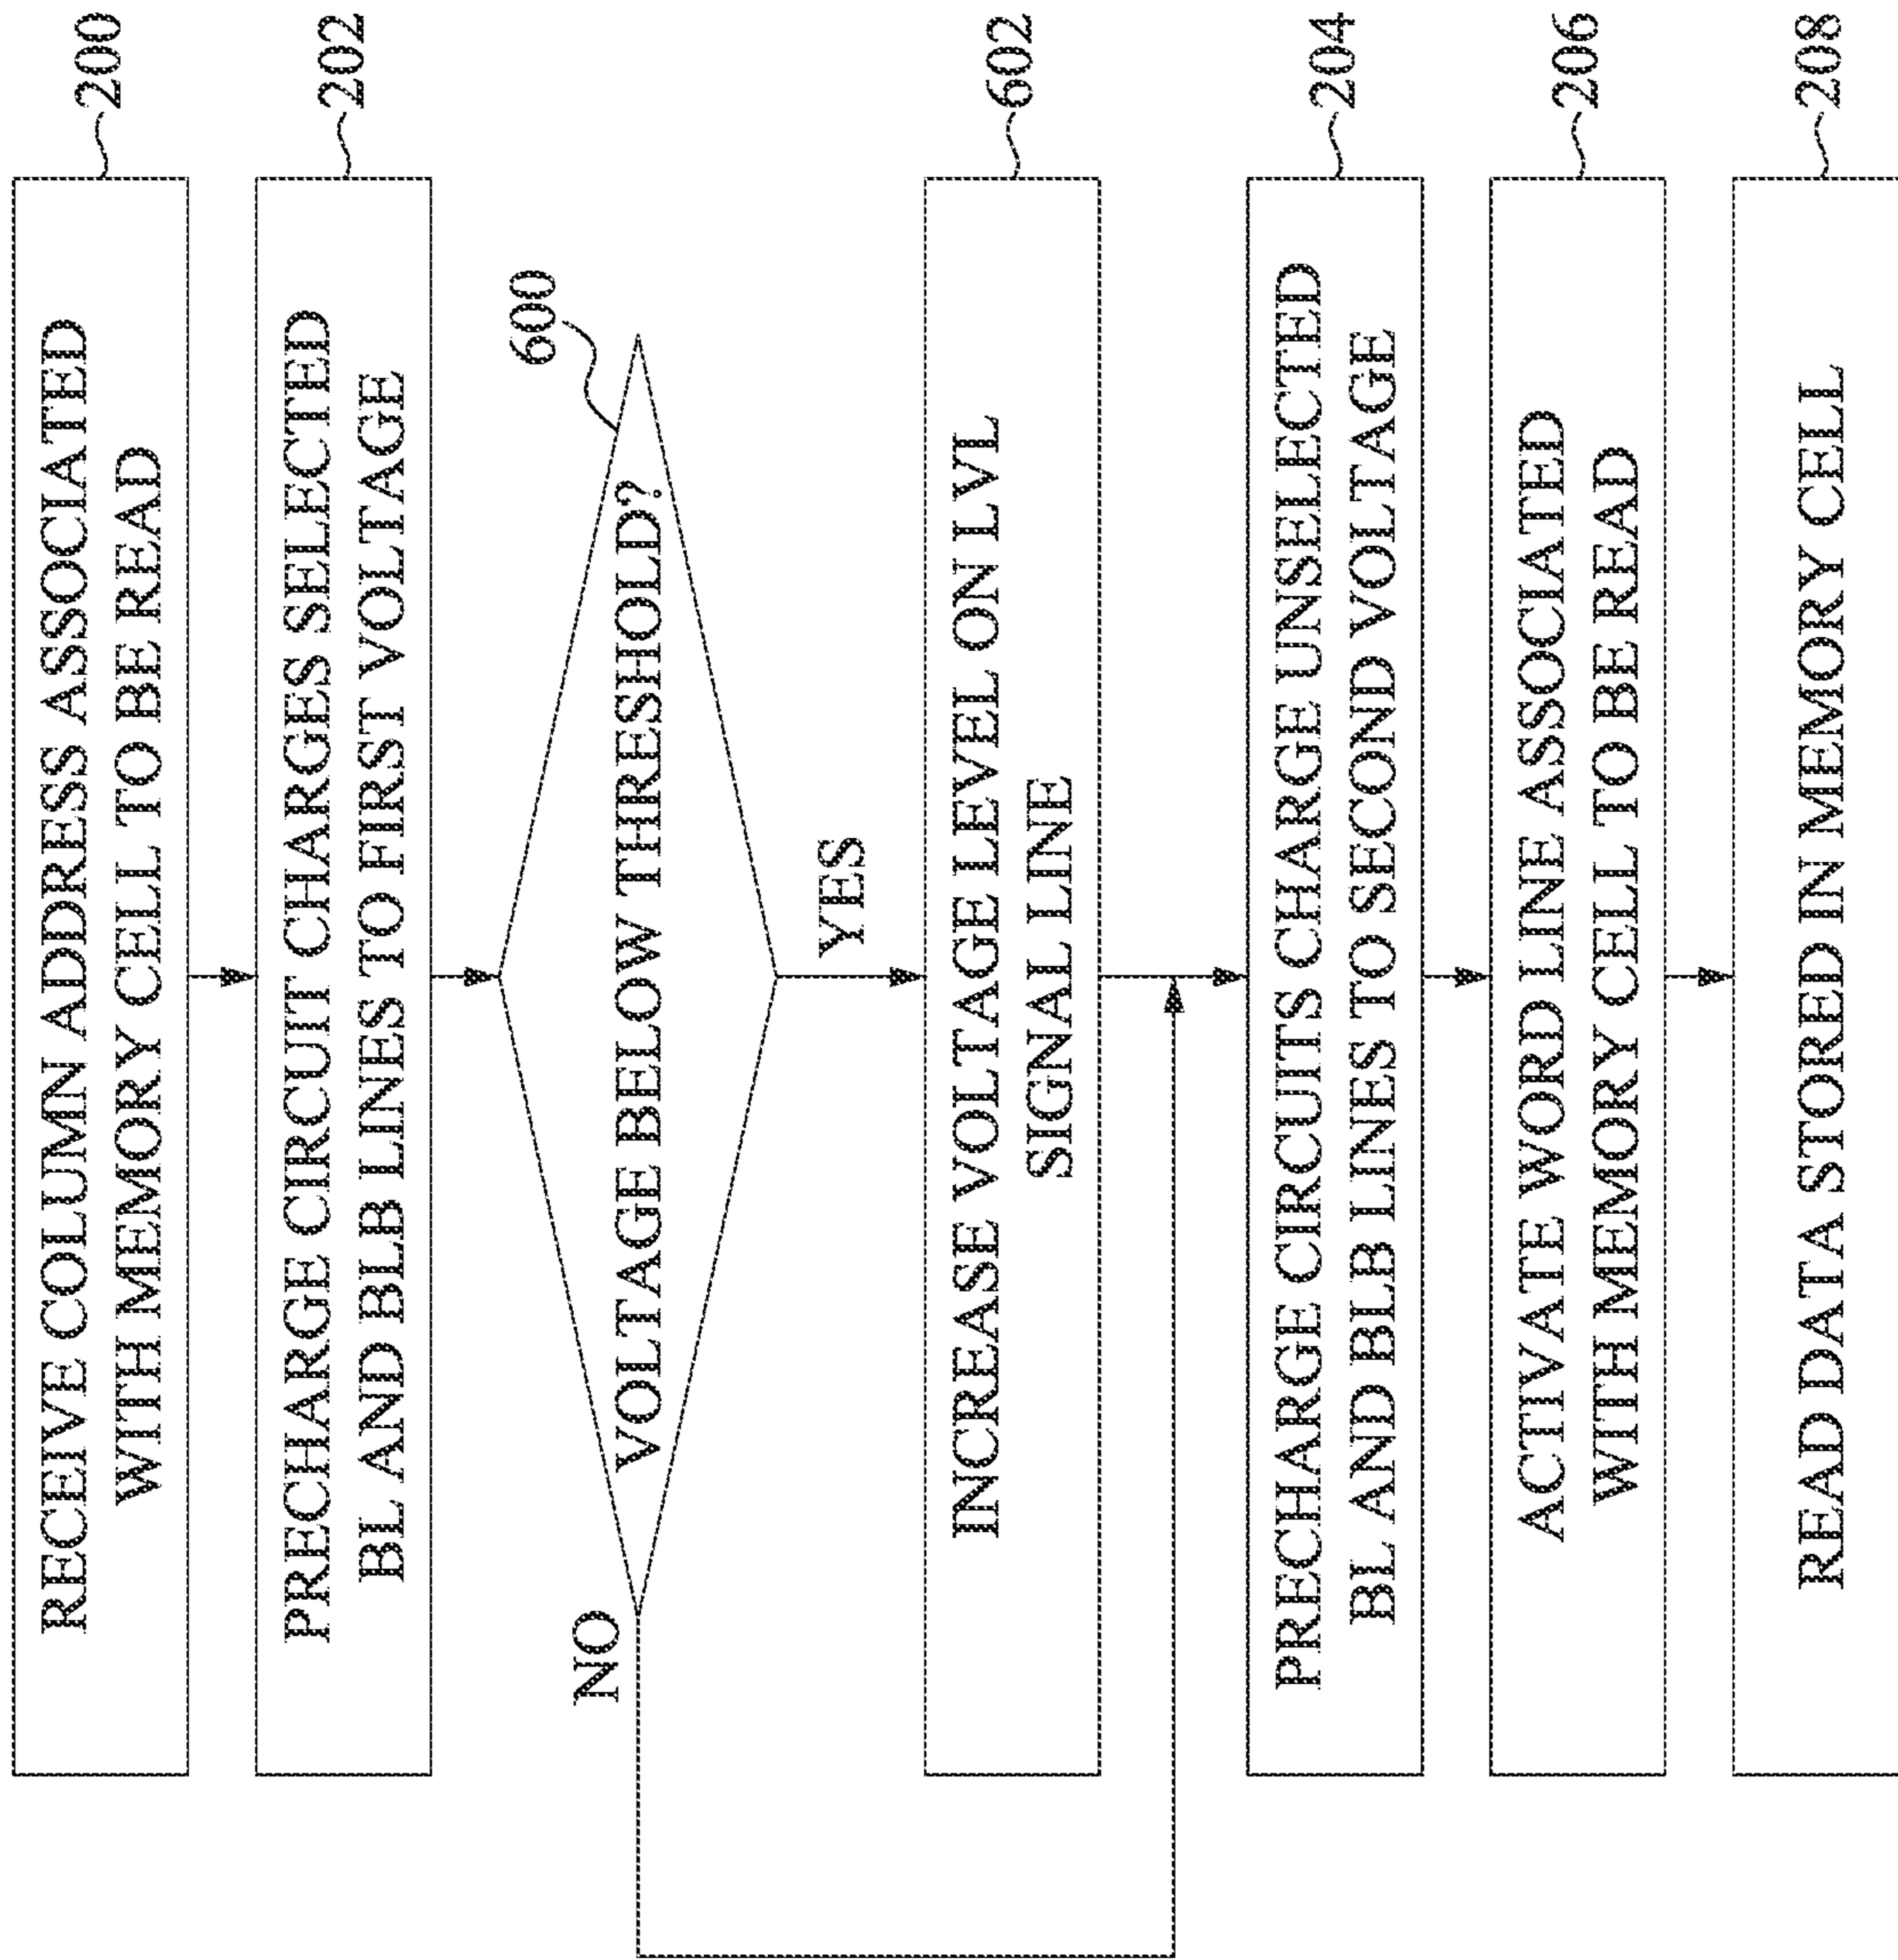 RECEIVE COLUMN ADDRESS ASSOCIATED
WITH MEMORY CELL TO BE READ
200
PRECHARGE CIRCUIT CHARGES SELECTED
BL AND BLB LINES TO FIRST VOLTAGE
202
600
VOLTAGE BELOW THRESHOLD?
NO
YES
INCREASE VOLTAGE LEVEL ON LVL
SIGNAL LINE
602
PRECHARGE CIRCUITS CHARGE UNSELECTED
BL AND BLB LINES TO SECOND VOLTAGE
204
ACTIVATE WORD LINE ASSOCIATED
WITH MEMORY CELL TO BE READ
206
READ DATA STORED IN MEMORY CELL
208